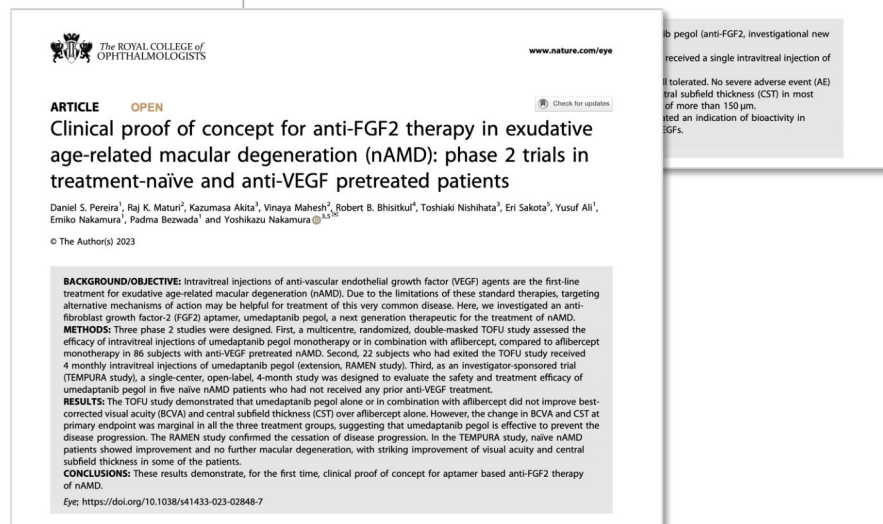 The ROYAL COLLEGE of
OPHTHALMOLOGISTS
www.nature.com/eye
ARTICLE OPEN
Check for updates
Clinical proof of concept for anti-FGF2 therapy in exudative
age-related macular degeneration (nAMD): phase 2 trials in
treatment-naïve and anti-VEGF pretreated patients
Daniel S. Pereira1, Raj K. Maturi2, Kazumasa Akita3, Vinaya Mahesh2, Robert B. Bhisitkul4, Toshiaki Nishihata3, Eri Sakota5, Yusuf Ali1,
Emiko Nakamura1, Padma Bezwada1 and Yoshikazu Nakamura 3,5✉
© The Author(s) 2023
BACKGROUND/OBJECTIVE: Intravitreal injections of anti-vascular endothelial growth factor (VEGF) agents are the first-line
treatment for exudative age-related macular degeneration (nAMD). Due to the limitations of these standard therapies, targeting
alternative mechanisms of action may be helpful for treatment of this very common disease. Here, we investigated an anti-
fibroblast growth factor-2 (FGF2) aptamer, umedaptanib pegol, a next generation therapeutic for the treatment of nAMD.
METHODS: Three phase 2 studies were designed. First, a multicentre, randomized, double-masked TOFU study assessed the
efficacy of intravitreal injections of umedaptanib pegol monotherapy or in combination with aflibercept, compared to aflibercept
monotherapy in 86 subjects with anti-VEGF pretreated nAMD. Second, 22 subjects who had exited the TOFU study received
4 monthly intravitreal injections of umedaptanib pegol (extension, RAMEN study). Third, as an investigator-sponsored trial
(TEMPURA study), a single-center, open-label, 4-month study was designed to evaluate the safety and treatment efficacy of
umedaptanib pegol in five naïve nAMD patients who had not received any prior anti-VEGF treatment.
RESULTS: The TOFU study demonstrated that umedaptanib pegol alone or in combination with aflibercept did not improve best-
corrected visual acuity (BCVA) and central subfield thickness (CST) over aflibercept alone. However, the change in BCVA and CST at
primary endpoint was marginal in all the three treatment groups, suggesting that umedaptanib pegol is effective to prevent the
disease progression. The RAMEN study confirmed the cessation of disease progression. In the TEMPURA study, naïve nAMD
patients showed improvement and no further macular degeneration, with striking improvement of visual acuity and central
subfield thickness in some of the patients.
CONCLUSIONS: These results demonstrate, for the first time, clinical proof of concept for aptamer based anti-FGF2 therapy
of nAMD.
Eye; https://doi.org/10.1038/s41433-023-02848-7
pegol (anti-FGF2, investigational new
received a single intravitreal injection of
tolerated. No severe adverse event (AE)
subfield thickness (CST) in most
of more than 150 µm.
an indication of bioactivity in